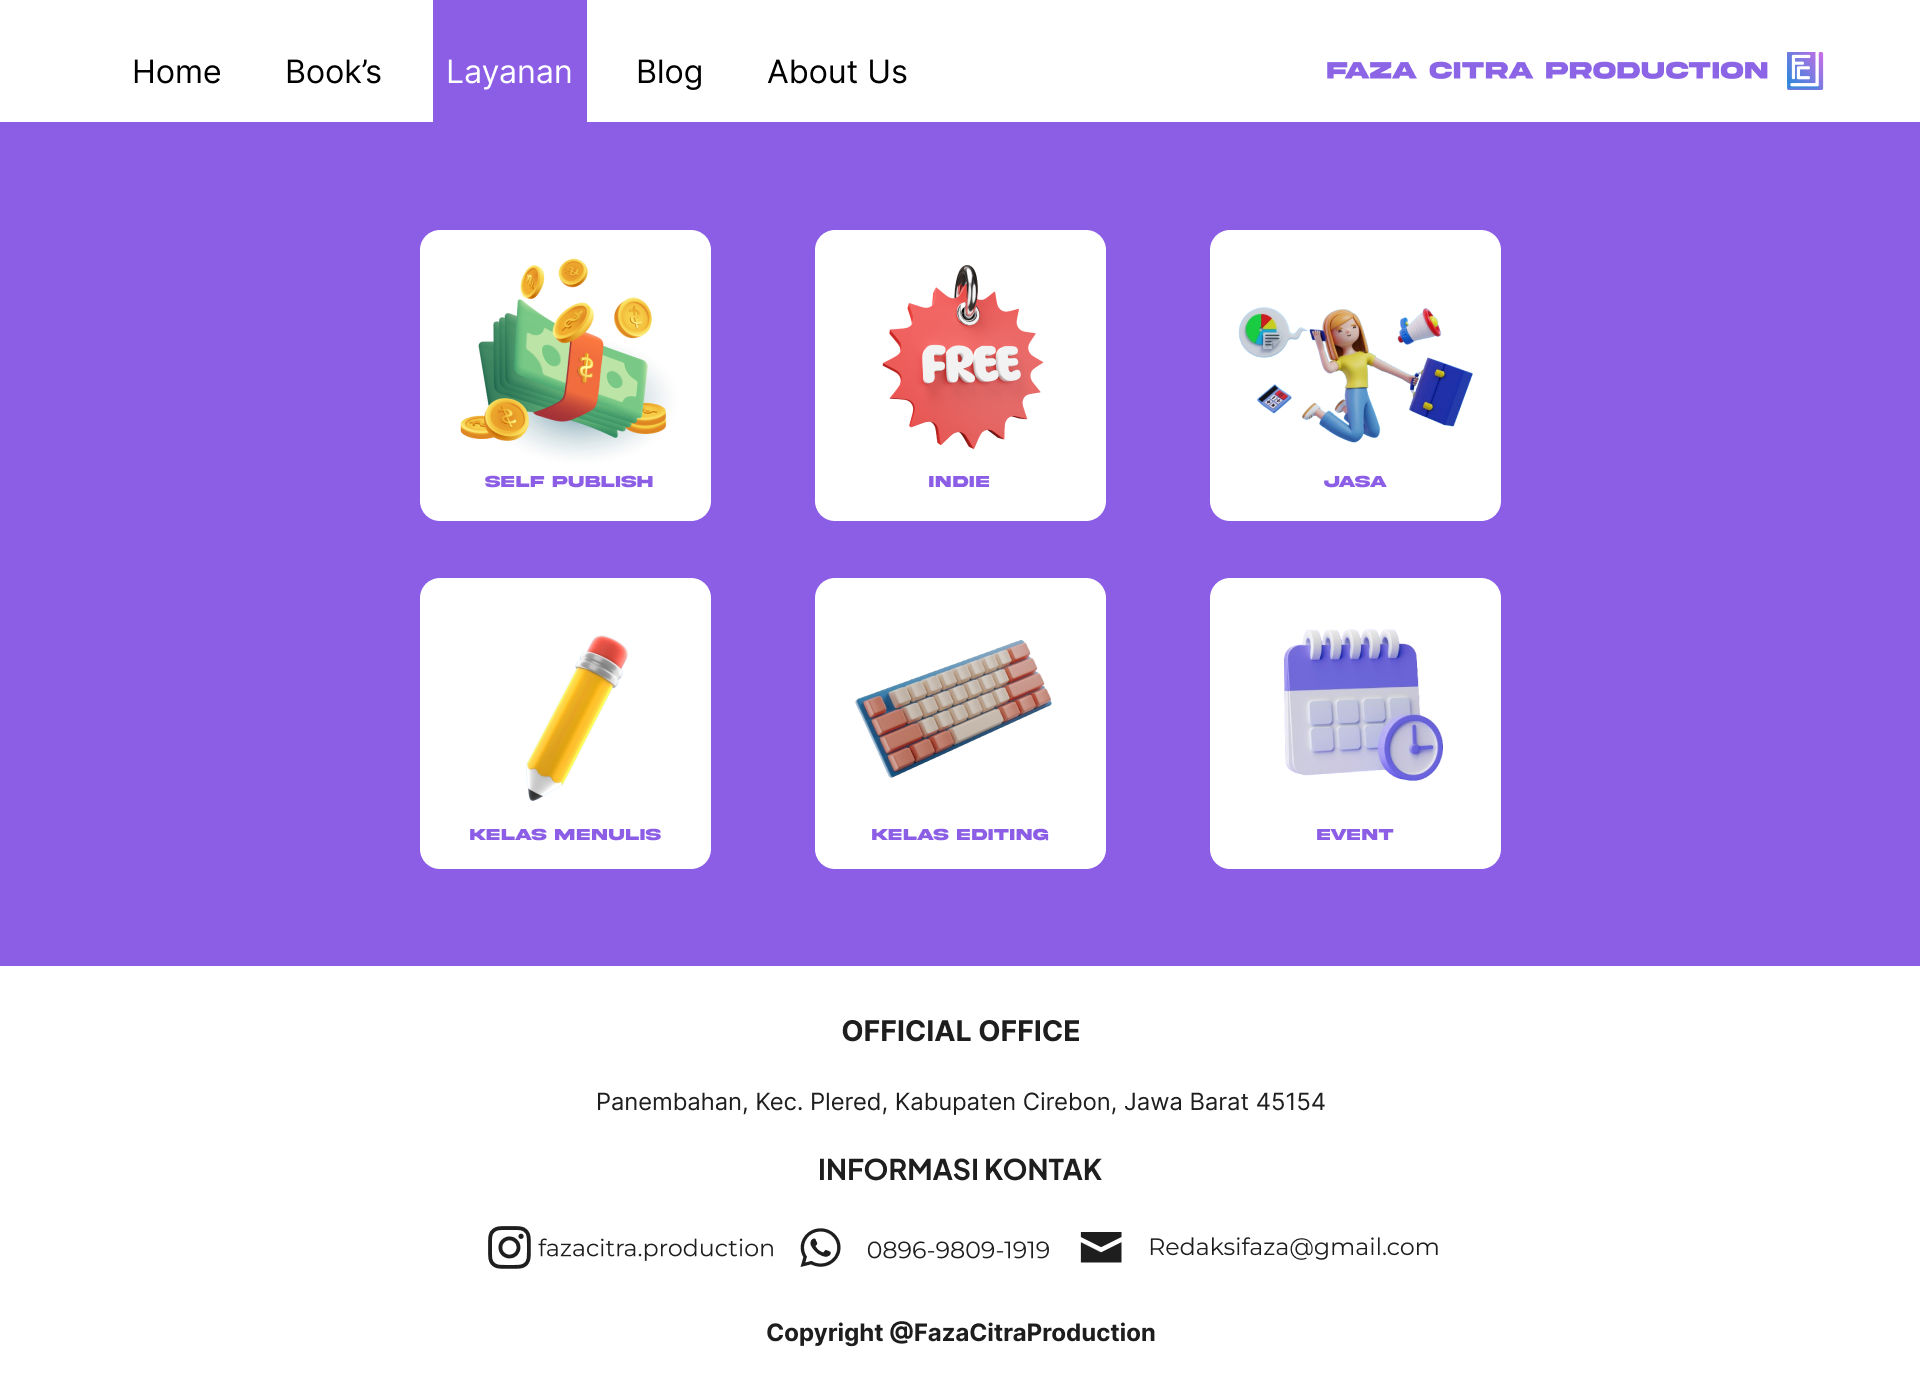 Home Book’s Layanan Blog About Us FAZA CITRA PRODUCTION
FREE
SELF PUBLISH INDIE JASA
KELAS MENULIS KELAS EDITING EVENT
OFFICIAL OFFICE
Panembahan, Kec. Plered, Kabupaten Cirebon, Jawa Barat 45154
INFORMASI KONTAK
fazacitra.production 0896-9809-1919 Redaksifaza@gmail.com
Copyright @FazaCitraProduction